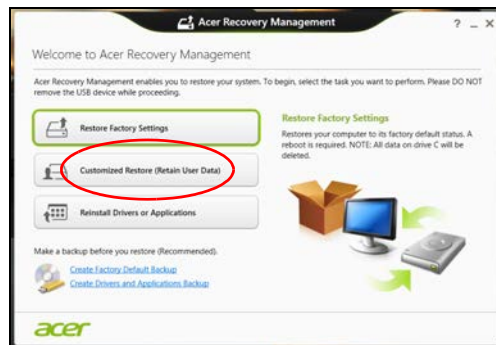 Acer Recovery Management
Welcome to Acer Recovery Management
Acer Recovery Management enables you to restore your system. To begin, select the task you want to perform. Please DO NOT
remove the USB device while proceeding.
Restore Factory Settings
Customized Restore (Retain User Data)
Reinstall Drivers or Applications
Restore Factory Settings
Restores your computer to its factory default status. A
reboot is required. NOTE: All data on drive C will be
deleted.
Make a backup before you restore (Recommended).
Create Factory Default Backup
Create Drivers and Applications Backup
acer